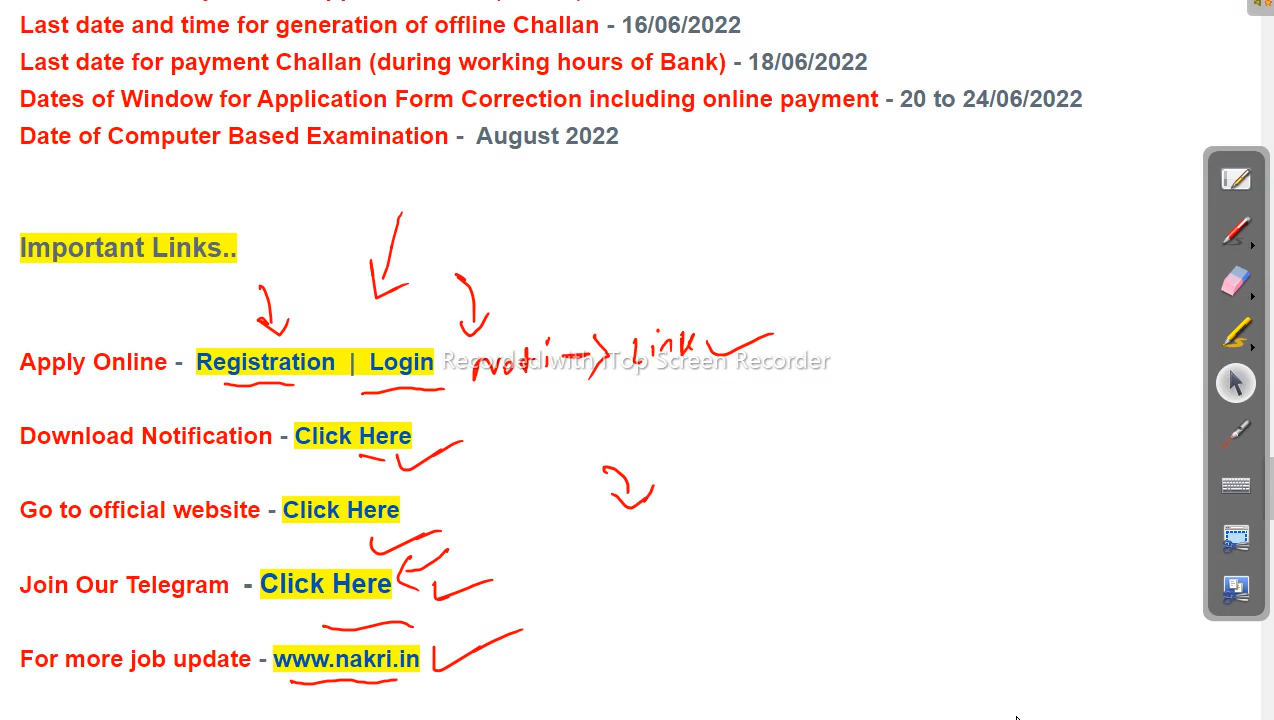 Last date and time for generation of offline Challan - 16/06/2022
Last date for payment Challan (during working hours of Bank) - 18/06/2022
Dates of Window for Application Form Correction including online payment - 20 to 24/06/2022
Date of Computer Based Examination - August 2022
Important Links..
Apply Online - Registration | Login noti -> Link
Recorded with iTop Screen Recorder
Download Notification - Click Here
Go to official website - Click Here
Join Our Telegram - Click Here
For more job update - www.nakri.in